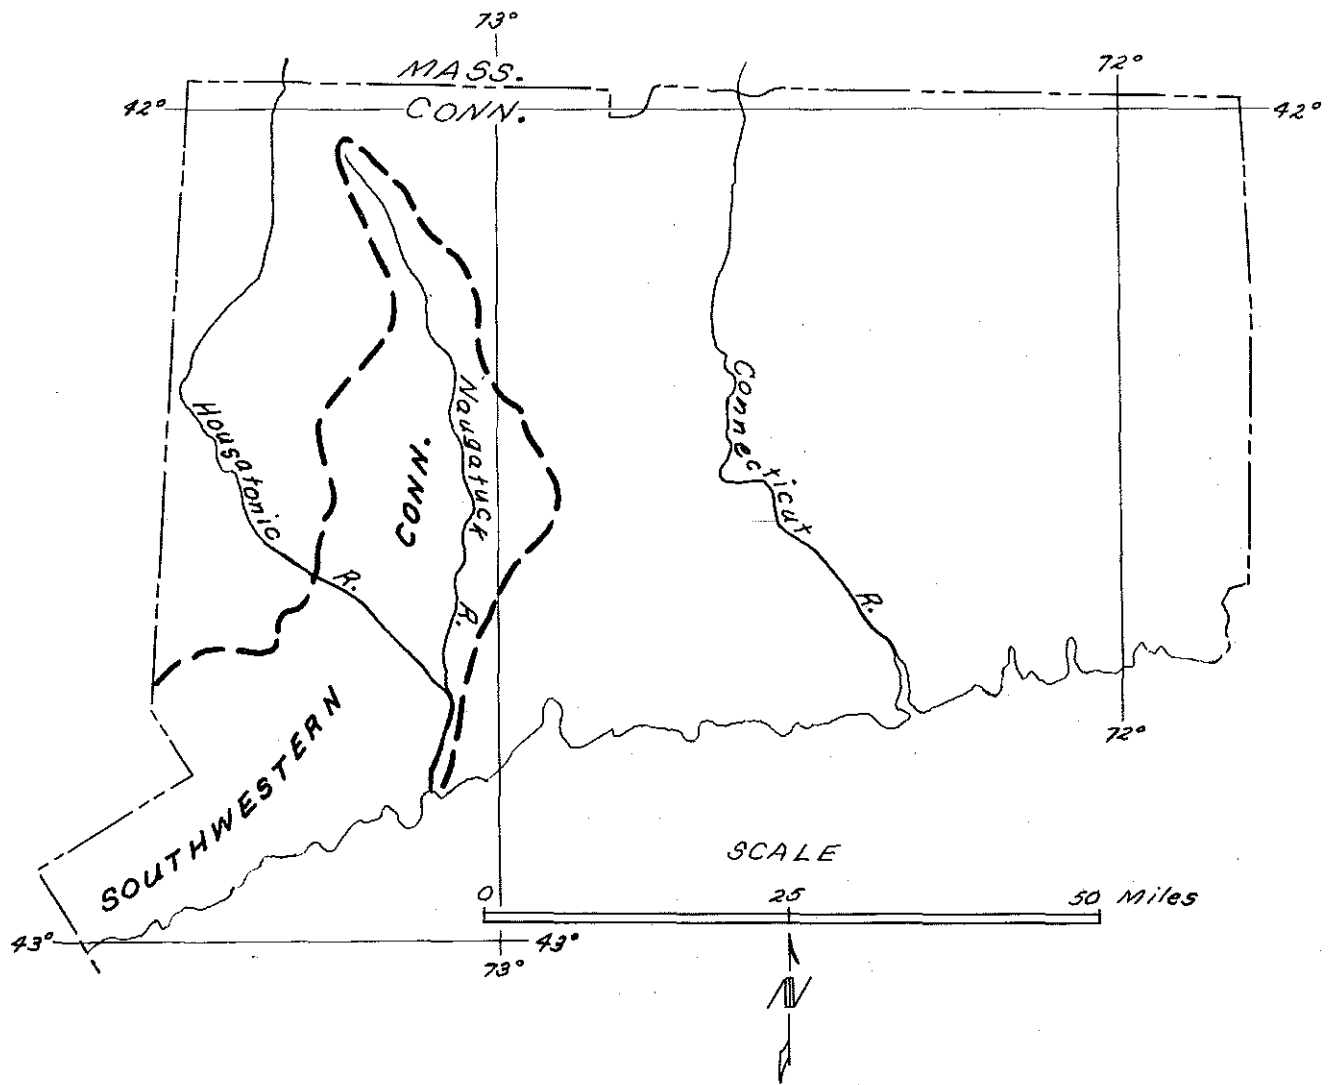 73°
MASS.
72°
42°
CONN.
42°
Housatonic
R.
CONN.
Naugatuck
R.
Connecticut
R.
72°
SOUTHWESTERN
SCALE
0 25 50 Miles
43° 43°
73°
N